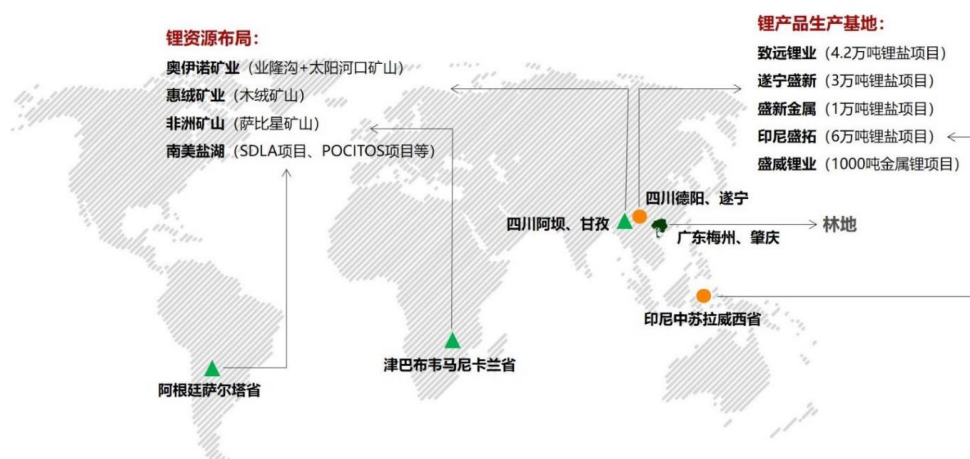 锂资源布局：
奥伊诺矿业（业隆沟+太阳河口矿山）
惠绒矿业（木绒矿山）
非洲矿山（萨比星矿山）
南美盐湖（SDLA项目、POCITOS项目等）
锂产品生产基地：
致远锂业（4.2万吨锂盐项目）
遂宁盛新（3万吨锂盐项目）
盛新金属（1万吨锂盐项目）
印尼盛拓（6万吨锂盐项目）
盛威锂业（1000吨金属锂项目）
四川德阳、遂宁
四川阿坝、甘孜
林地
广东梅州、肇庆
印尼中苏拉威西省
津巴布韦马尼卡兰省
阿根廷萨尔塔省